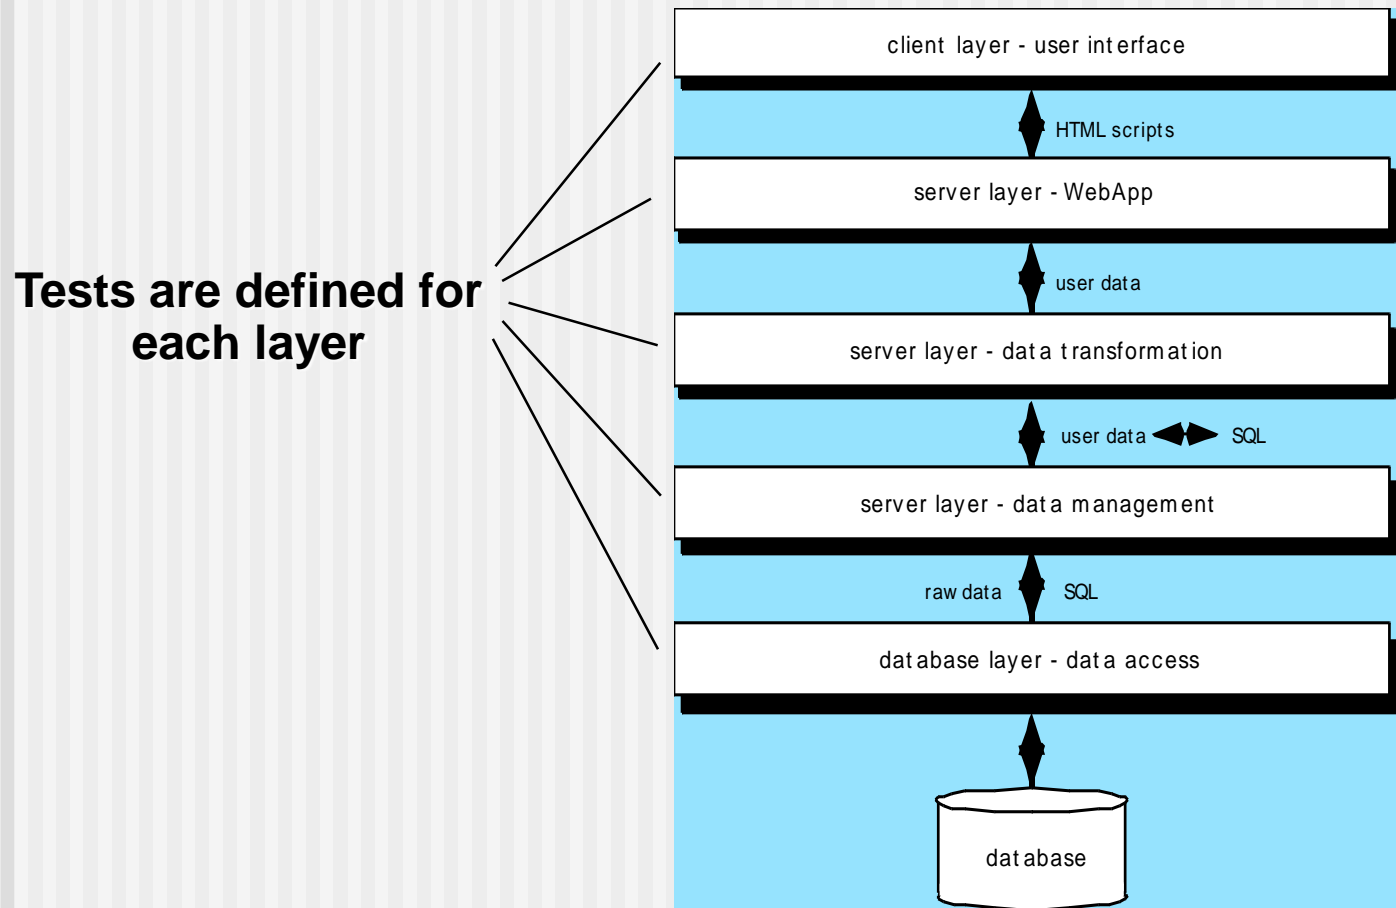 Tests are defined for
each layer
client layer - user interface
HTML scripts
server layer - WebApp
user data
server layer - data transformation
user data SQL
server layer - data management
raw data SQL
database layer - data access
database